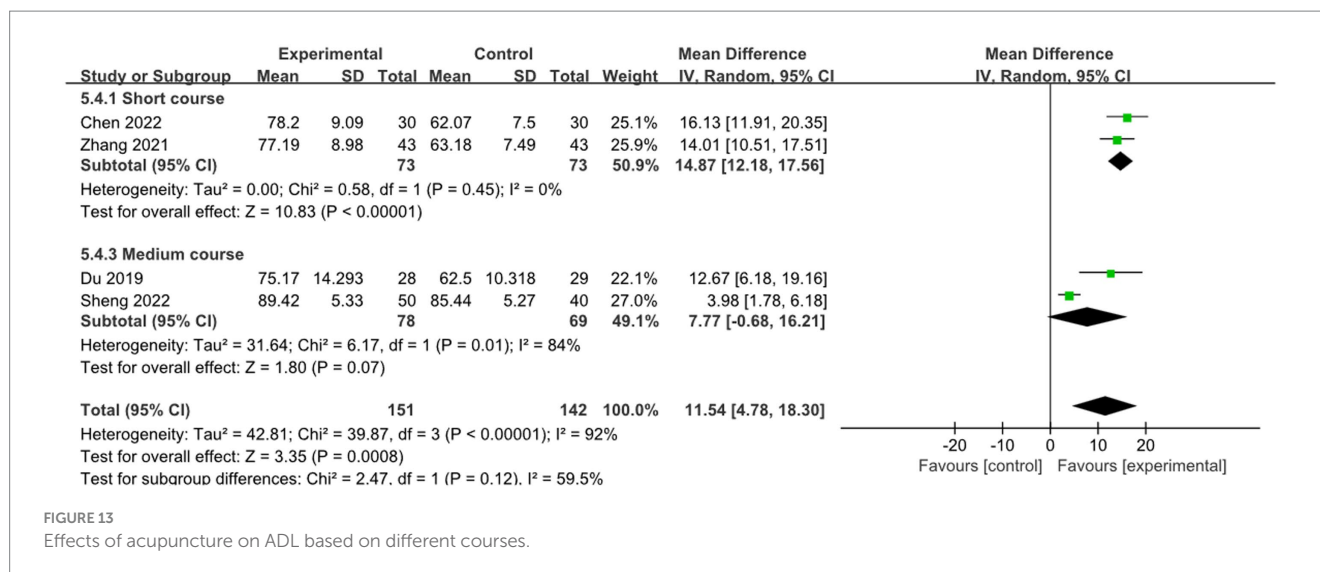 Experimental Control Mean Difference Mean Difference
Study or Subgroup Mean SD Total Mean SD Total Weight IV, Random, 95% CI IV, Random, 95% CI
5.4.1 Short course
Chen 2022 78.2 9.09 30 62.07 7.5 30 25.1% 16.13 [11.91, 20.35]
Zhang 2021 77.19 8.98 43 63.18 7.49 43 25.9% 14.01 [10.51, 17.51]
Subtotal (95% CI) 73 73 50.9% 14.87 [12.18, 17.56]
Heterogeneity: Tau² = 0.00; Chi² = 0.58, df = 1 (P = 0.45); I² = 0%
Test for overall effect: Z = 10.83 (P < 0.00001)
5.4.3 Medium course
Du 2019 75.17 14.293 28 62.5 10.318 29 22.1% 12.67 [6.18, 19.16]
Sheng 2022 89.42 5.33 50 85.44 5.27 40 27.0% 3.98 [1.78, 6.18]
Subtotal (95% CI) 78 69 49.1% 7.77 [-0.68, 16.21]
Heterogeneity: Tau² = 31.64; Chi² = 6.17, df = 1 (P = 0.01); I² = 84%
Test for overall effect: Z = 1.80 (P = 0.07)
Total (95% CI) 151 142 100.0% 11.54 [4.78, 18.30]
Heterogeneity: Tau² = 42.81; Chi² = 39.87, df = 3 (P < 0.00001); I² = 92%
Test for overall effect: Z = 3.35 (P = 0.0008)
Test for subgroup differences: Chi² = 2.47, df = 1 (P = 0.12), I² = 59.5%
-20 -10 0 10 20
Favours [control] Favours [experimental]
FIGURE 13
Effects of acupuncture on ADL based on different courses.